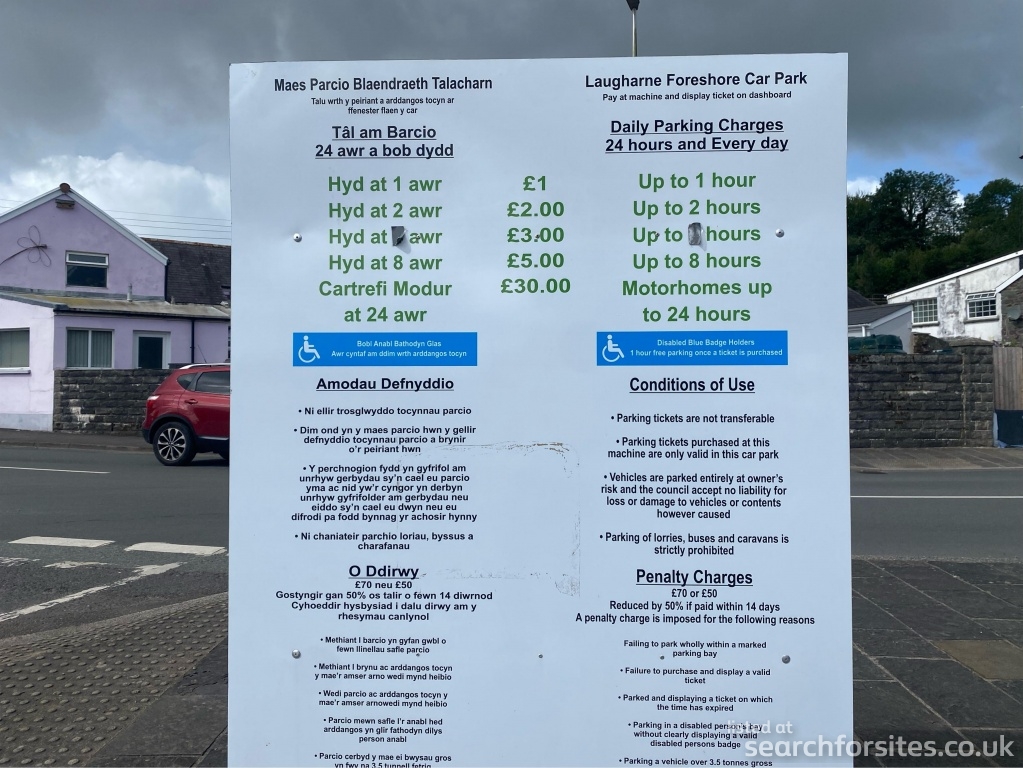 Maes Parcio Blaendraeth Talacharn
Talu wrth y peiriant a arddangos tocyn ar
ffenester flaen y car
Tâl am Barcio
24 awr a bob dydd
Hyd at 1 awr
Hyd at 2 awr
Hyd at awr
Hyd at 8 awr
Cartrefi Modur
at 24 awr
£1
£2.00
£3.00
£5.00
£30.00
Bobl Anabl Bathodyn Glas
Awr cyntaf am ddim wrth arddangos tocyn
Amodau Defnyddio
• Ni ellir trosglwyddo tocynnau parcio
• Dim ond yn y maes parcio hwn y gellir
defnyddio tocynnau parcio a brynir
o'r peiriant hwn
• Y perchnogion fydd yn gyfrifol am
unrhyw gerbydau sy'n cael eu parcio
yma ac nid yw'r cyngor yn derbyn
unrhyw gyfrifolder am gerbydau neu
eiddo sy'n cael eu dwyn neu eu
difrodi pa fodd bynnag yr achosir hynny
• Ni chaniateir parchio loriau, byssus a
charafanau
O Ddirwy
£70 neu £50
Gostyngir gan 50% os talir o fewn 14 diwrnod
Cyhoeddir hysbysiad i dalu dirwy am y
rhesymau canlynol
• Methiant I barcio yn gyfan gwbl o
fewn llinellau safle parcio
• Methiant I brynu ac arddangos tocyn
y mae'r amser arno wedi mynd heibio
• Wedi parcio ac arddangos tocyn y
mae'r amser arnowedi mynd heibio
• Parcio mewn safle I'r anabl hed
arddangos yn glir fathodyn dilys
person anabl
• Parcio cerbyd y mae ei bwysau gros
yn fwy na 3.5 tunnell fetrig
Laugharne Foreshore Car Park
Pay at machine and display ticket on dashboard
Daily Parking Charges
24 hours and Every day
Up to 1 hour
Up to 2 hours
Up to hours
Up to 8 hours
Motorhomes up
to 24 hours
Disabled Blue Badge Holders
1 hour free parking once a ticket is purchased
Conditions of Use
• Parking tickets are not transferable
• Parking tickets purchased at this
machine are only valid in this car park
• Vehicles are parked entirely at owner's
risk and the council accept no liability for
loss or damage to vehicles or contents
however caused
• Parking of lorries, buses and caravans is
strictly prohibited
Penalty Charges
£70 or £50
Reduced by 50% if paid within 14 days
A penalty charge is imposed for the following reasons
Failing to park wholly within a marked
parking bay
• Failure to purchase and display a valid
ticket
• Parked and displaying a ticket on which
the time has expired
• Parking in a disabled person's bay
without clearly displaying a valid
disabled persons badge
• Parking a vehicle over 3.5 tonnes gross
listed at
searchforsites.co.uk